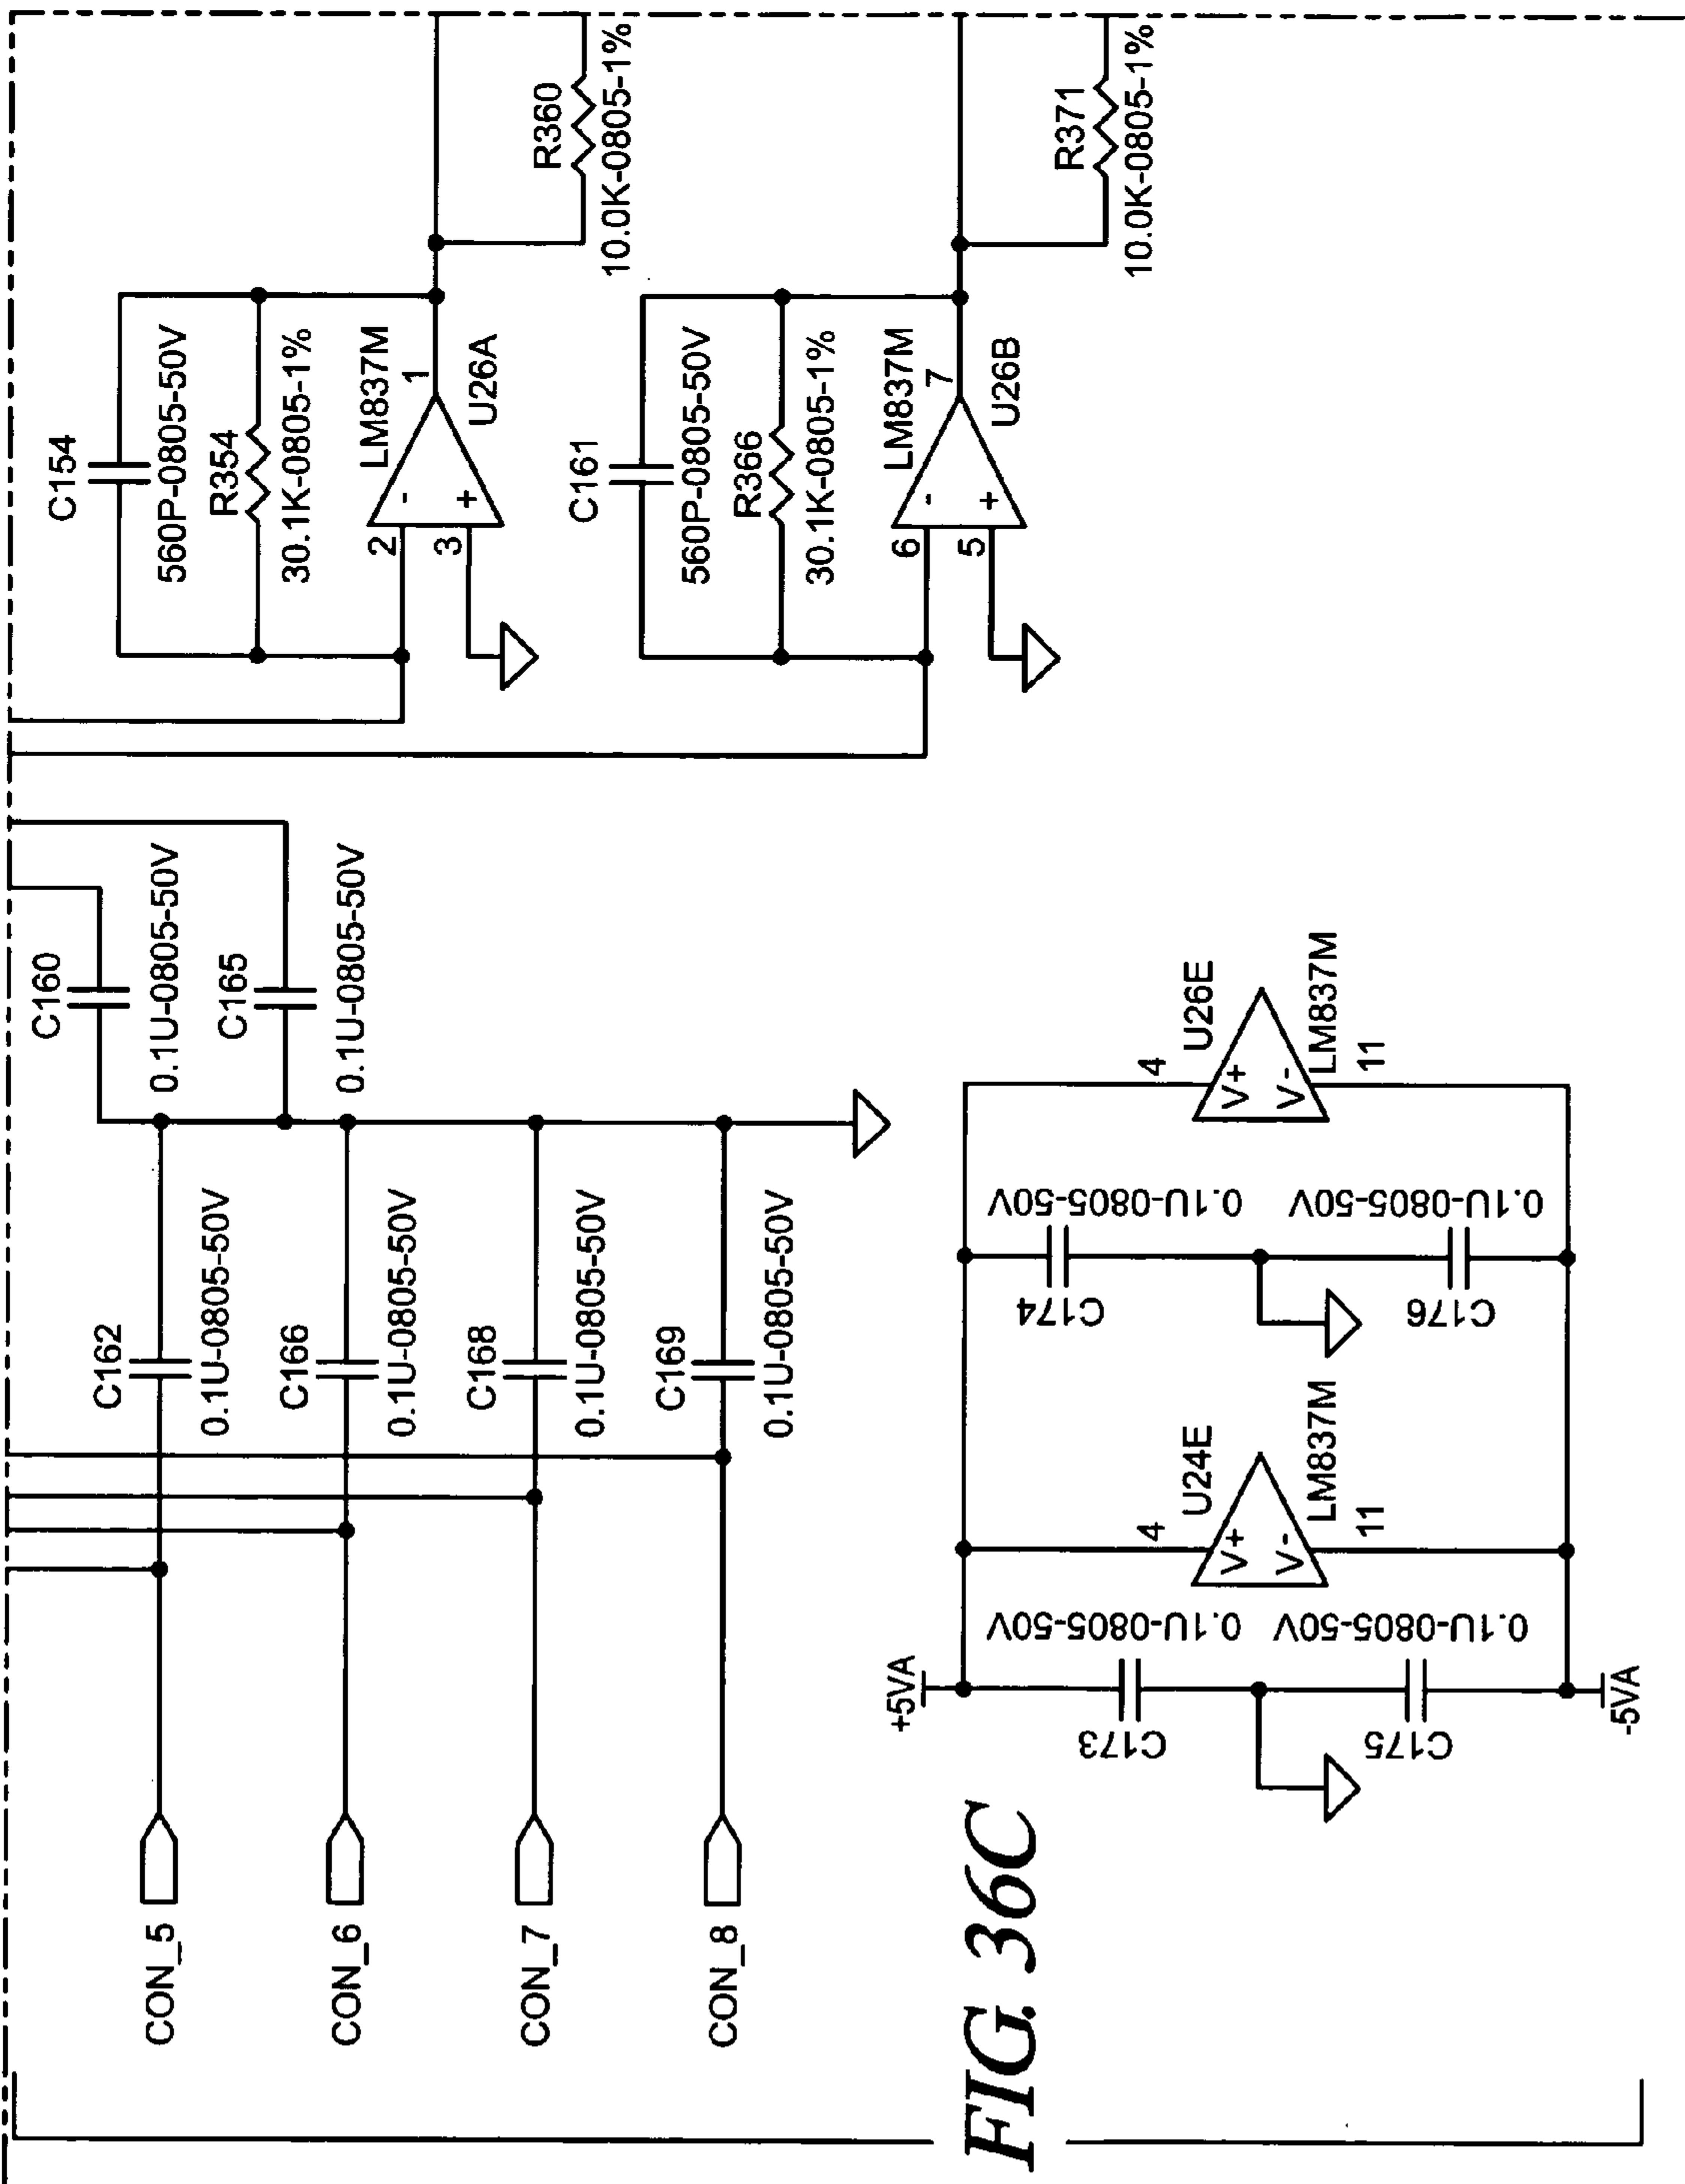 C154
560P-0805-50V
R354
30.1K-0805-1%
LM837M
2
3
-
+
1
U26A
R360
10.0K-0805-1%
C161
560P-0805-50V
R366
30.1K-0805-1%
LM837M
6
5
-
+
7
U26B
R371
10.0K-0805-1%
C160
0.1U-0805-50V
C165
0.1U-0805-50V
CON_5
C162
0.1U-0805-50V
CON_6
C166
0.1U-0805-50V
CON_7
C168
0.1U-0805-50V
CON_8
C169
0.1U-0805-50V
+5VA
C173
0.1U-0805-50V
C175
0.1U-0805-50V
-5VA
4
U24E
V+
V-
LM837M
11
C174
0.1U-0805-50V
C176
0.1U-0805-50V
4
U26E
V+
V-
LM837M
11
FIG. 36C